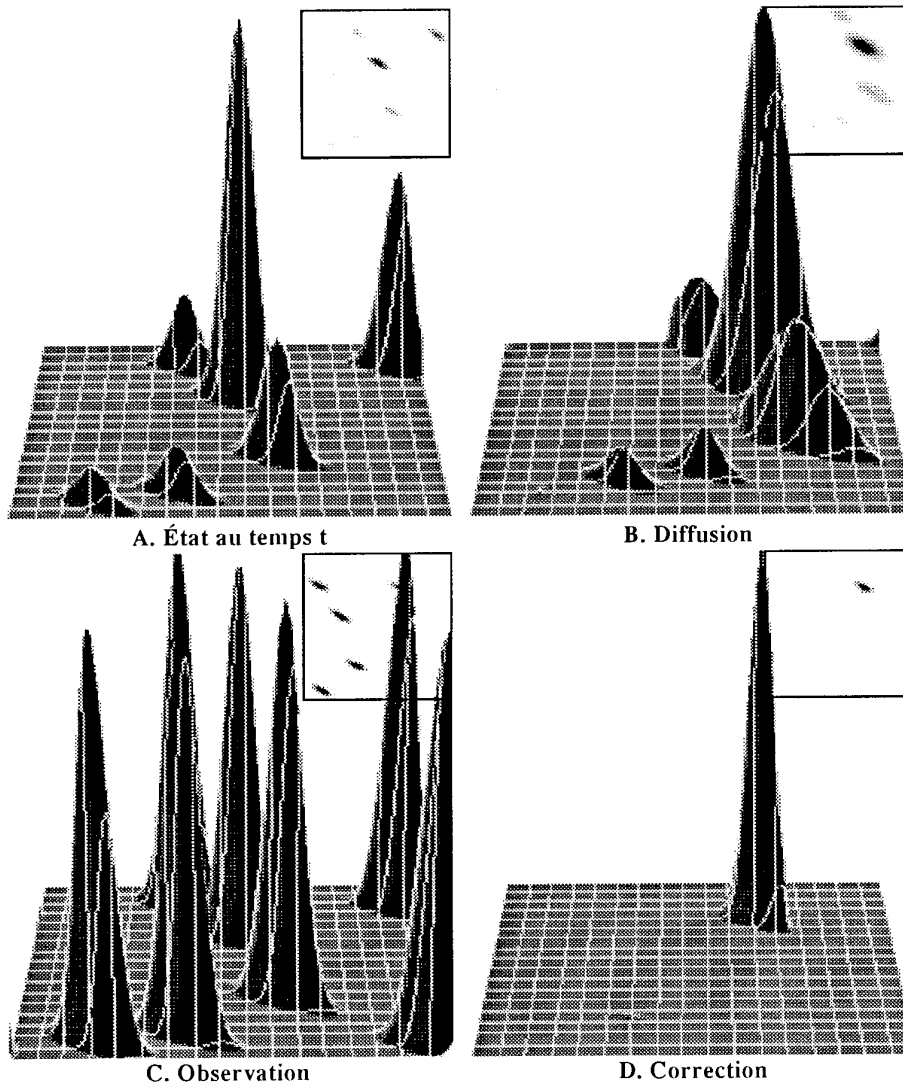 A. État au temps t
B. Diffusion
C. Observation
D. Correction